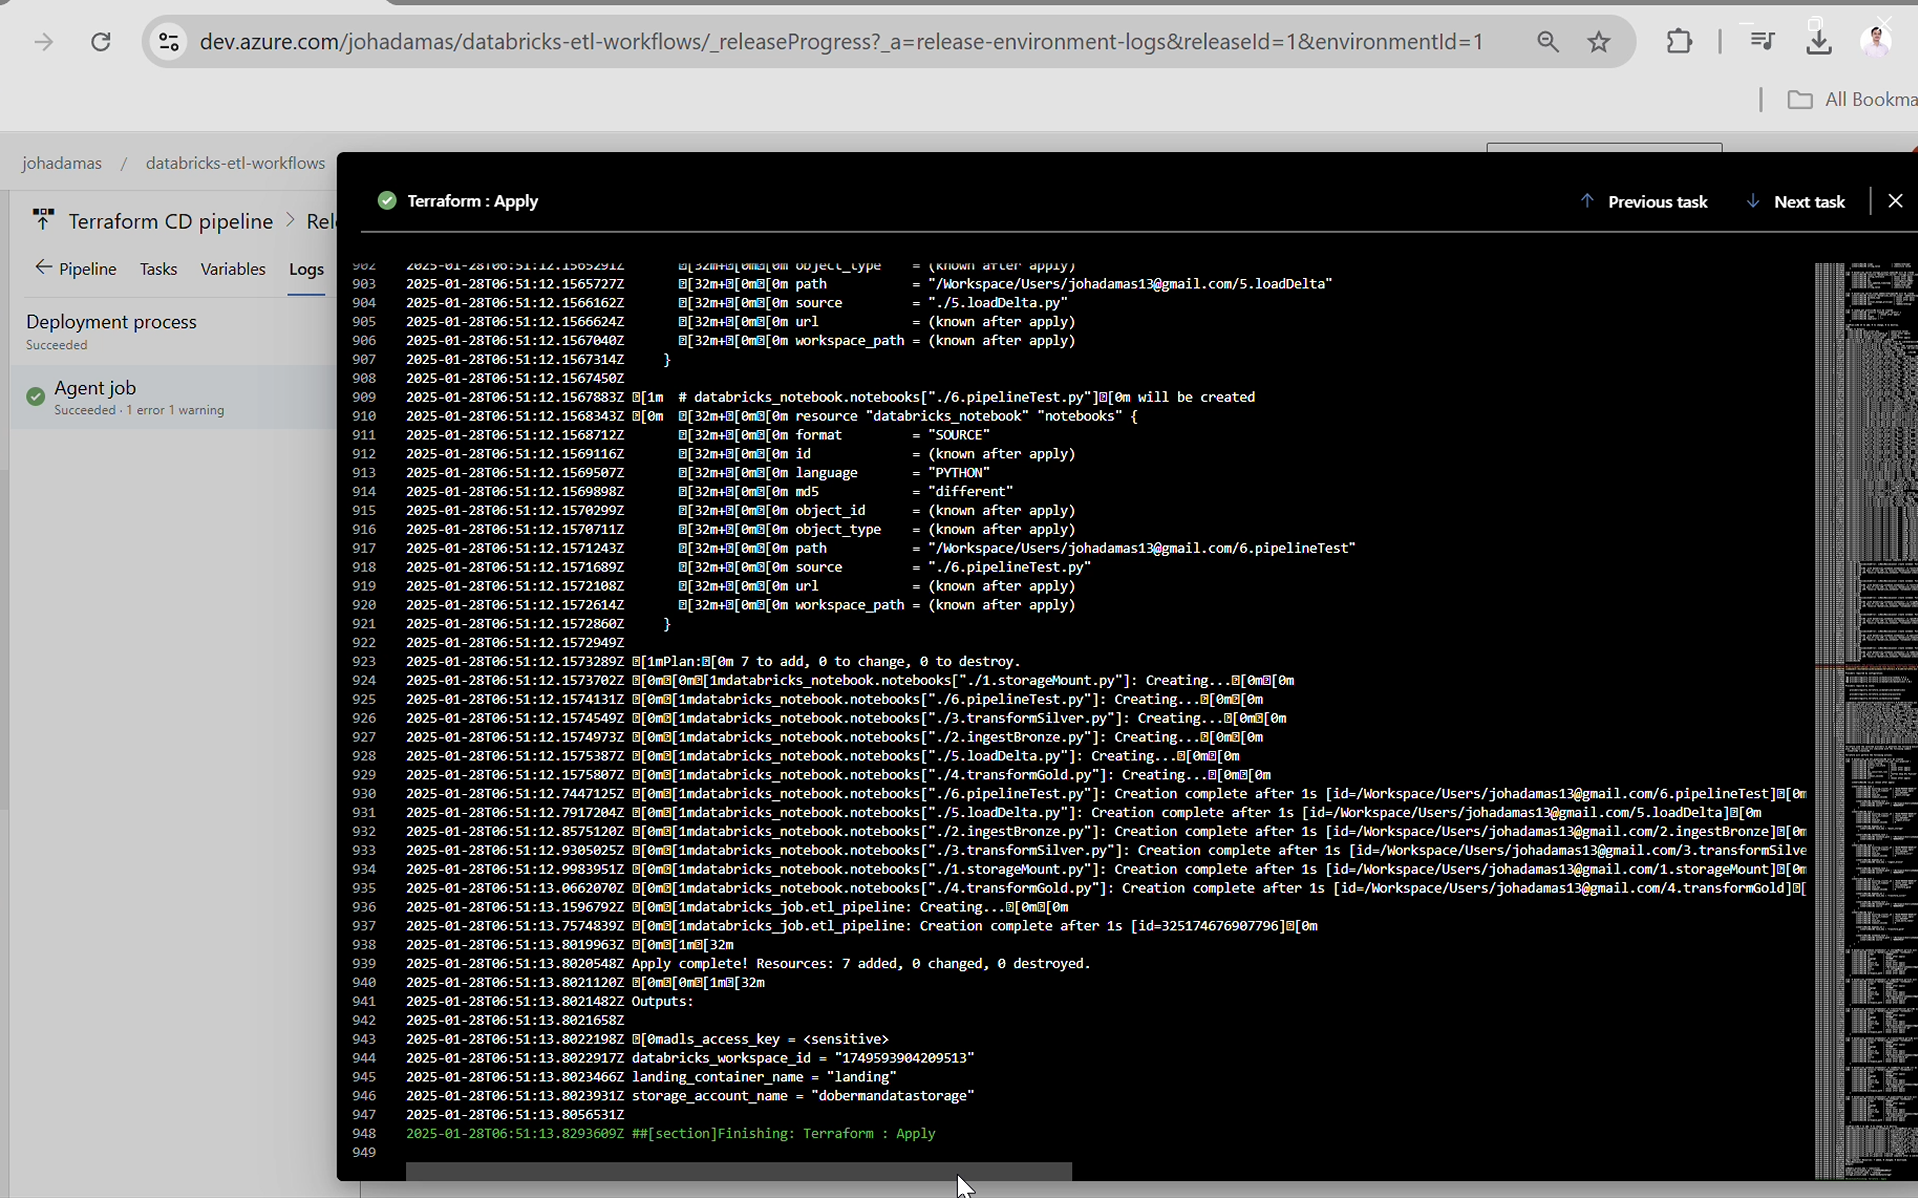 dev.azure.com/johadamas/databricks-etl-workflows/_releaseProgress?_a=release-environment-logs&releaseId=1&environmentId=1
All Bookma
johadamas / databricks-etl-workflows
Terraform CD pipeline > Rel
Pipeline Tasks Variables Logs
Deployment process
Succeeded
Agent job
Succeeded · 1 error 1 warning
Terraform : Apply
Previous task Next task
902 2025-01-28T06:51:12.1565291Z [32m+[0m[0m object_type = (known after apply)
903 2025-01-28T06:51:12.1565727Z [32m+[0m[0m path = "/Workspace/Users/johadamas13@gmail.com/5.loadDelta"
904 2025-01-28T06:51:12.1566162Z [32m+[0m[0m source = "./5.loadDelta.py"
905 2025-01-28T06:51:12.1566624Z [32m+[0m[0m url = (known after apply)
906 2025-01-28T06:51:12.1567040Z [32m+[0m[0m workspace_path = (known after apply)
907 2025-01-28T06:51:12.1567314Z }
908 2025-01-28T06:51:12.1567450Z
909 2025-01-28T06:51:12.1567883Z [1m # databricks_notebook.notebooks["./6.pipelineTest.py"][0m will be created
910 2025-01-28T06:51:12.1568343Z [0m [32m+[0m[0m resource "databricks_notebook" "notebooks" {
911 2025-01-28T06:51:12.1568712Z [32m+[0m[0m format = "SOURCE"
912 2025-01-28T06:51:12.1569116Z [32m+[0m[0m id = (known after apply)
913 2025-01-28T06:51:12.1569507Z [32m+[0m[0m language = "PYTHON"
914 2025-01-28T06:51:12.1569898Z [32m+[0m[0m md5 = "different"
915 2025-01-28T06:51:12.1570299Z [32m+[0m[0m object_id = (known after apply)
916 2025-01-28T06:51:12.1570711Z [32m+[0m[0m object_type = (known after apply)
917 2025-01-28T06:51:12.1571243Z [32m+[0m[0m path = "/Workspace/Users/johadamas13@gmail.com/6.pipelineTest"
918 2025-01-28T06:51:12.1571689Z [32m+[0m[0m source = "./6.pipelineTest.py"
919 2025-01-28T06:51:12.1572108Z [32m+[0m[0m url = (known after apply)
920 2025-01-28T06:51:12.1572614Z [32m+[0m[0m workspace_path = (known after apply)
921 2025-01-28T06:51:12.1572860Z }
922 2025-01-28T06:51:12.1572949Z
923 2025-01-28T06:51:12.1573289Z [1mPlan:[0m 7 to add, 0 to change, 0 to destroy.
924 2025-01-28T06:51:12.1573702Z [0m[0m[1mdatabricks_notebook.notebooks["./1.storageMount.py"]: Creating...[0m[0m
925 2025-01-28T06:51:12.1574131Z [0m[1mdatabricks_notebook.notebooks["./6.pipelineTest.py"]: Creating...[0m[0m
926 2025-01-28T06:51:12.1574549Z [0m[1mdatabricks_notebook.notebooks["./3.transformSilver.py"]: Creating...[0m[0m
927 2025-01-28T06:51:12.1574973Z [0m[1mdatabricks_notebook.notebooks["./2.ingestBronze.py"]: Creating...[0m[0m
928 2025-01-28T06:51:12.1575387Z [0m[1mdatabricks_notebook.notebooks["./5.loadDelta.py"]: Creating...[0m[0m
929 2025-01-28T06:51:12.1575807Z [0m[1mdatabricks_notebook.notebooks["./4.transformGold.py"]: Creating...[0m[0m
930 2025-01-28T06:51:12.7447125Z [0m[1mdatabricks_notebook.notebooks["./6.pipelineTest.py"]: Creation complete after 1s [id=/Workspace/Users/johadamas13@gmail.com/6.pipelineTest][0m
931 2025-01-28T06:51:12.7917204Z [0m[1mdatabricks_notebook.notebooks["./5.loadDelta.py"]: Creation complete after 1s [id=/Workspace/Users/johadamas13@gmail.com/5.loadDelta][0m
932 2025-01-28T06:51:12.8575120Z [0m[1mdatabricks_notebook.notebooks["./2.ingestBronze.py"]: Creation complete after 1s [id=/Workspace/Users/johadamas13@gmail.com/2.ingestBronze][0m
933 2025-01-28T06:51:12.9305025Z [0m[1mdatabricks_notebook.notebooks["./3.transformSilver.py"]: Creation complete after 1s [id=/Workspace/Users/johadamas13@gmail.com/3.transformSilve
934 2025-01-28T06:51:12.9983951Z [0m[1mdatabricks_notebook.notebooks["./1.storageMount.py"]: Creation complete after 1s [id=/Workspace/Users/johadamas13@gmail.com/1.storageMount][0m
935 2025-01-28T06:51:13.0662070Z [0m[1mdatabricks_notebook.notebooks["./4.transformGold.py"]: Creation complete after 1s [id=/Workspace/Users/johadamas13@gmail.com/4.transformGold][
936 2025-01-28T06:51:13.1596792Z [0m[1mdatabricks_job.etl_pipeline: Creating...[0m[0m
937 2025-01-28T06:51:13.7574839Z [0m[1mdatabricks_job.etl_pipeline: Creation complete after 1s [id=325174676907796][0m
938 2025-01-28T06:51:13.8019963Z [0m[1m[32m
939 2025-01-28T06:51:13.8020548Z Apply complete! Resources: 7 added, 0 changed, 0 destroyed.
940 2025-01-28T06:51:13.8021120Z [0m[0m[1m[32m
941 2025-01-28T06:51:13.8021482Z Outputs:
942 2025-01-28T06:51:13.8021658Z
943 2025-01-28T06:51:13.8022198Z [0madls_access_key = <sensitive>
944 2025-01-28T06:51:13.8022917Z databricks_workspace_id = "1749593904209513"
945 2025-01-28T06:51:13.8023466Z landing_container_name = "landing"
946 2025-01-28T06:51:13.8023931Z storage_account_name = "dobermandatastorage"
947 2025-01-28T06:51:13.8056531Z
948 2025-01-28T06:51:13.8293609Z ##[section]Finishing: Terraform : Apply
949